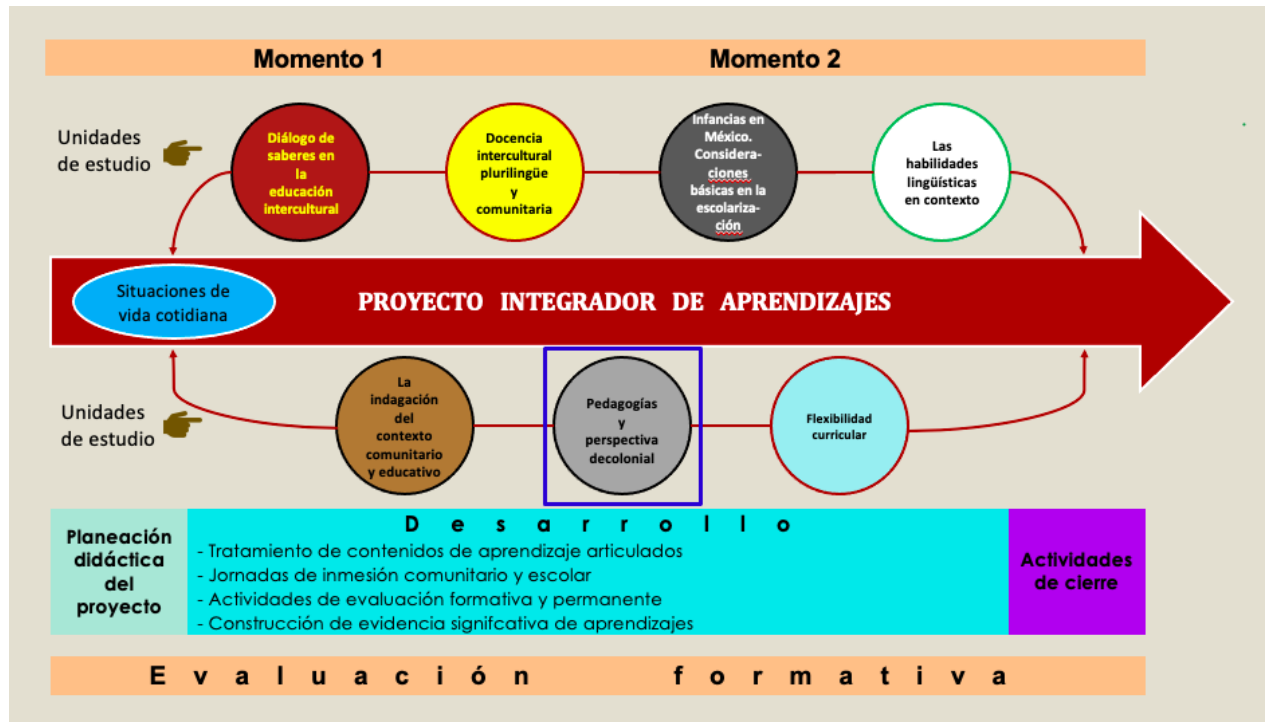 Momento 1
Momento 2
Unidades
de estudio
Diálogo de
saberes en
la
educación
intercultural
Docencia
intercultural
plurilingüe
y
comunitaria
Infancias en
México.
Considera-
ciones
básicas en la
escolariza-
ción
Las
habilidades
lingüísticas
en contexto
Situaciones de
vida cotidiana
PROYECTO INTEGRADOR DE APRENDIZAJES
Unidades
de estudio
La
indagación
del
contexto
comunitario
y educativo
Pedagogías
y
perspectiva
decolonial
Flexibilidad
curricular
Planeación
didáctica
del
proyecto
D e s a r r o l l o
- Tratamiento de contenidos de aprendizaje articulados
- Jornadas de inmesión comunitario y escolar
- Actividades de evaluación formativa y permanente
- Construcción de evidencia signifcativa de aprendizajes
Actividades
de cierre
E v a l u a c i ó n f o r m a t i v a